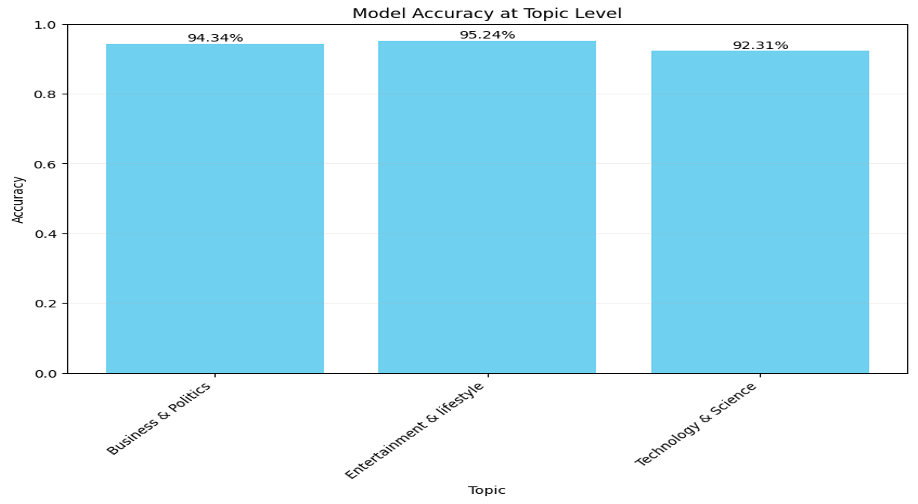 Model Accuracy at Topic Level
94.34%
95.24%
92.31%
1.0
0.8
0.6
0.4
0.2
0.0
Accuracy
Business & Politics
Entertainment & lifestyle
Technology & Science
Topic